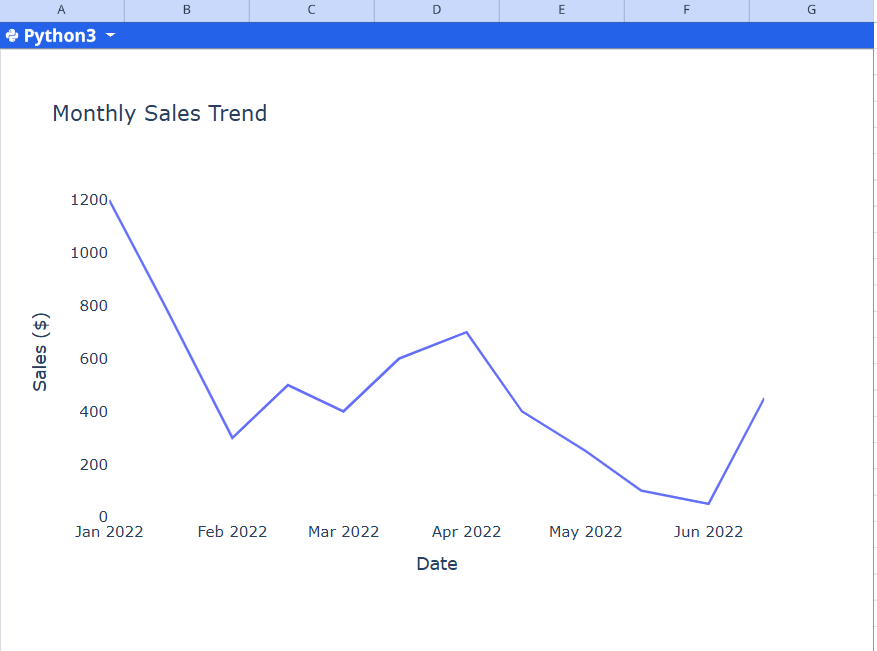 A B C D E F G
Python3
Monthly Sales Trend
1200
1000
800
600
400
200
0
Sales ($)
Jan 2022 Feb 2022 Mar 2022 Apr 2022 May 2022 Jun 2022
Date